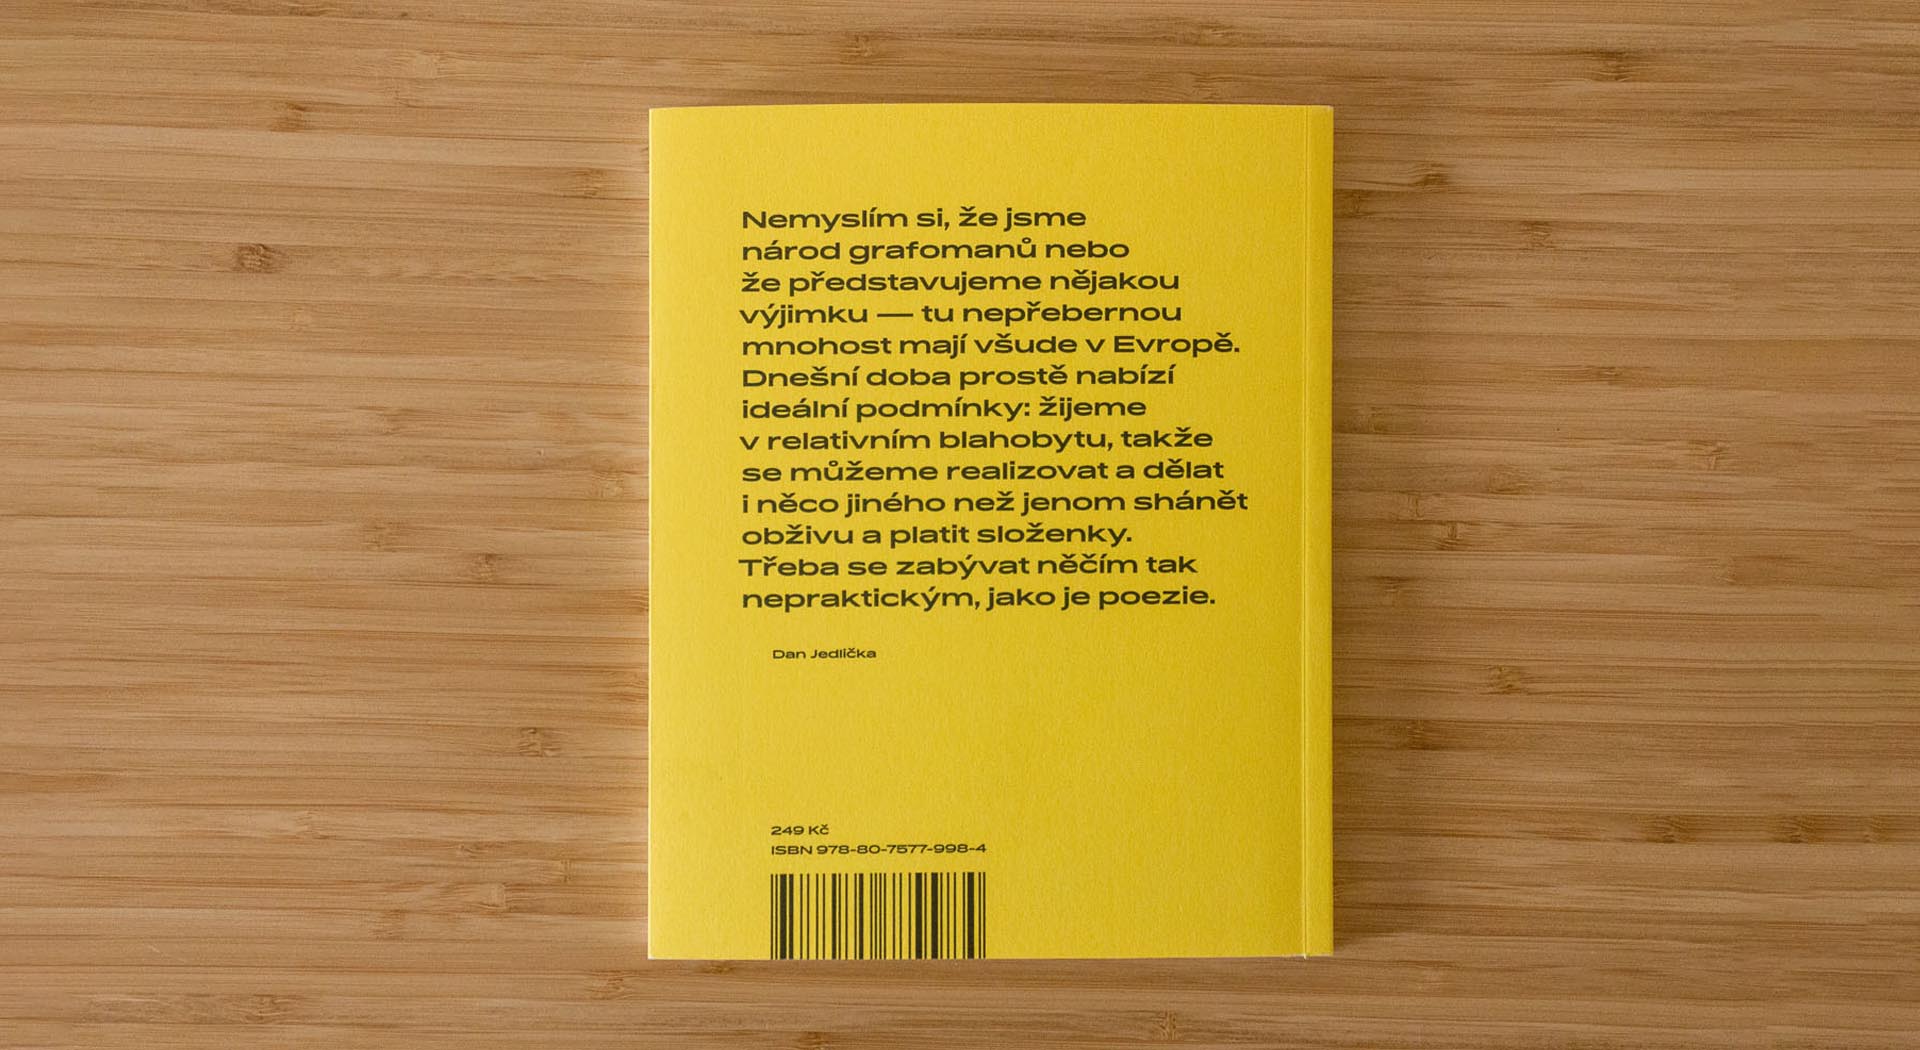 Nemyslím si, že jsme
národ grafomanů nebo
že představujeme nějakou
výjimku — tu nepřebernou
mnohost mají všude v Evropě.
Dnešní doba prostě nabízí
ideální podmínky: žijeme
v relativním blahobytu, takže
se můžeme realizovat a dělat
i něco jiného než jenom shánět
obživu a platit složenky.
Třeba se zabývat něčím tak
nepraktickým, jako je poezie.
Dan Jedlička
249 Kč
ISBN 978-80-7577-998-4